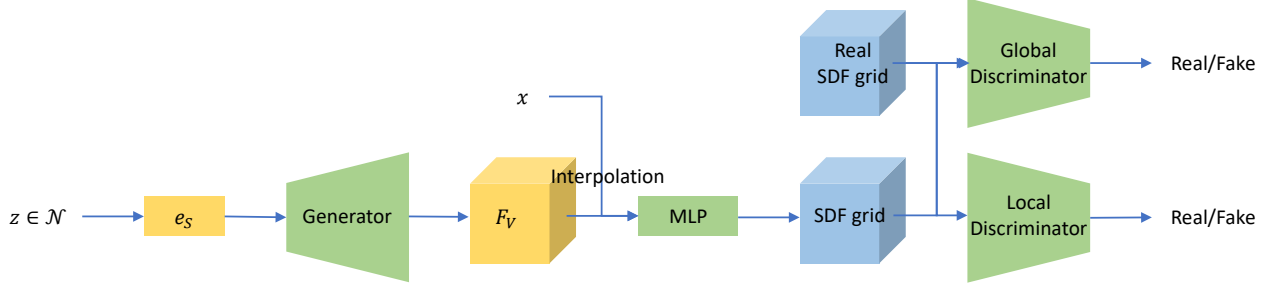 Real
SDF grid
Global
Discriminator
Real/Fake
x
Interpolation
z ∈ 𝒩
e_S
Generator
F_V
MLP
SDF grid
Local
Discriminator
Real/Fake